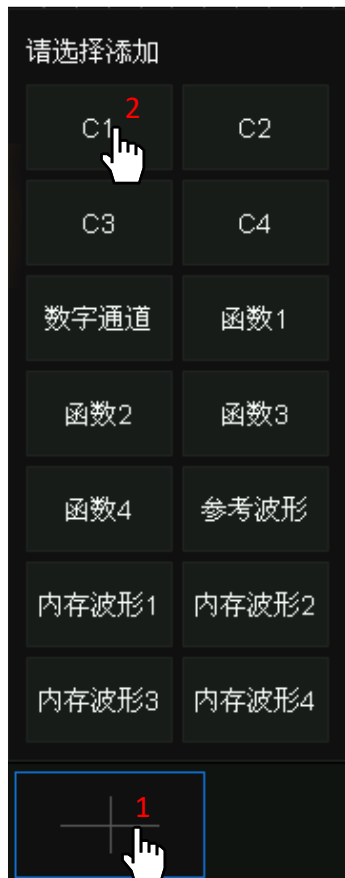 请选择添加
C1 2
C2
C3
C4
数字通道
函数1
函数2
函数3
函数4
参考波形
内存波形1
内存波形2
内存波形3
内存波形4
1